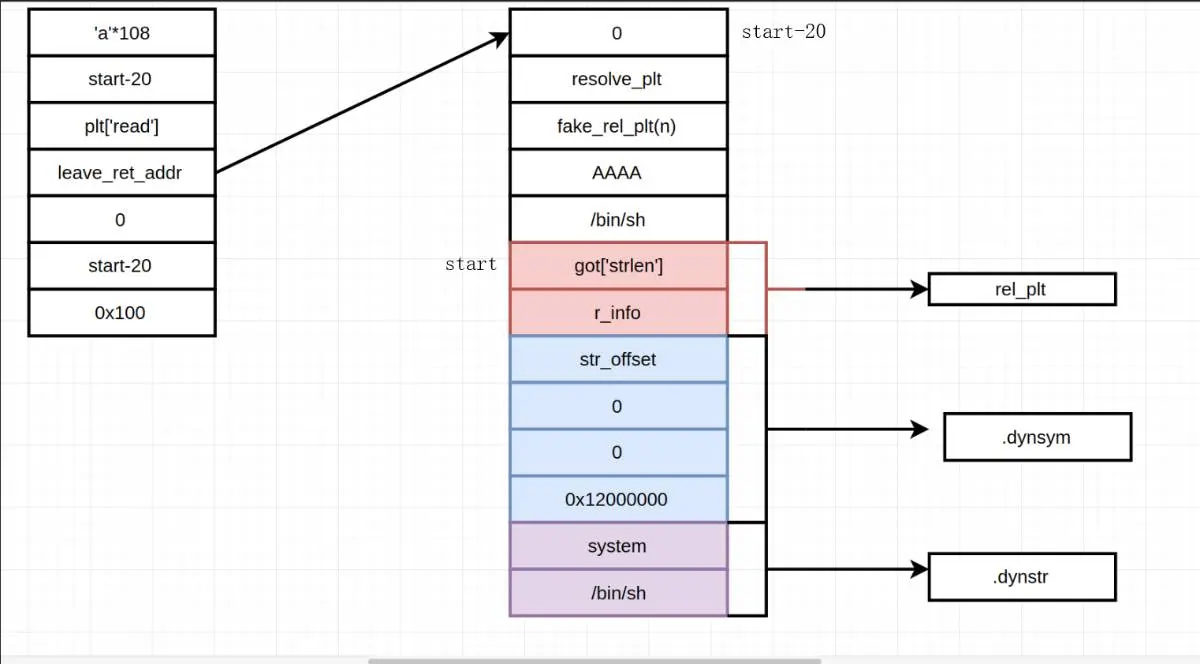 'a'*108
start-20
plt['read']
leave_ret_addr
0
start-20
0x100
0
start-20
resolve_plt
fake_rel_plt(n)
AAAA
/bin/sh
start
got['strlen']
r_info
str_offset
0
0
0x12000000
system
/bin/sh
rel_plt
.dynsym
.dynstr